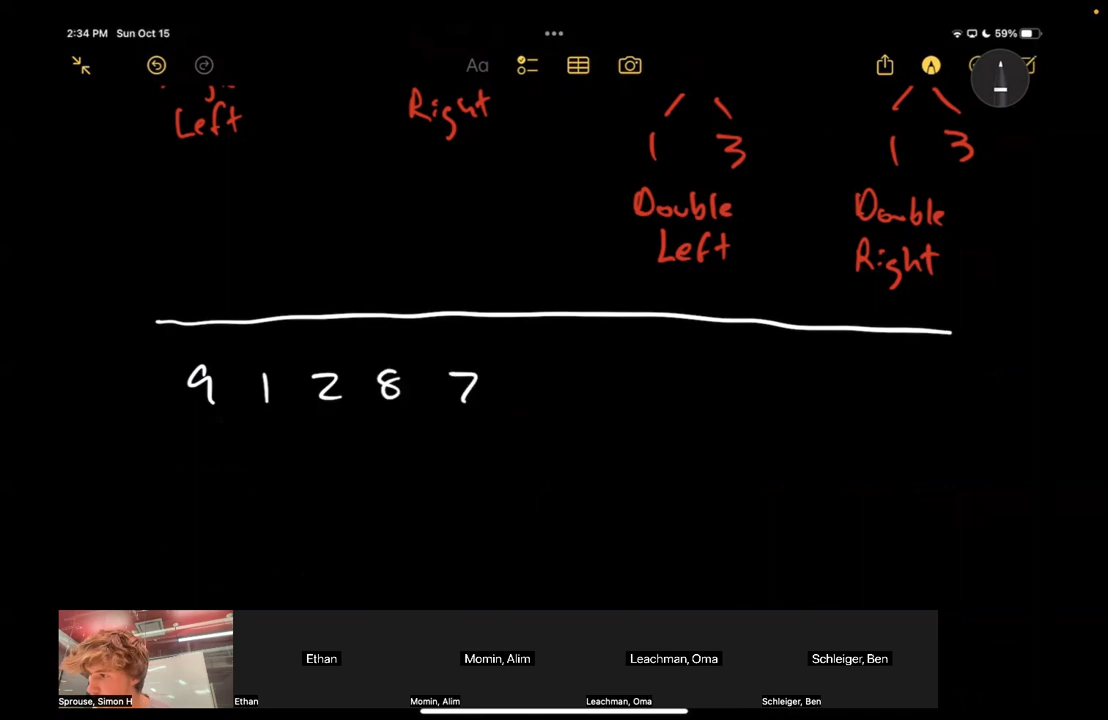 2:34 PM Sun Oct 15
59%
Aa
Left
Right
1 3
1 3
Double
Left
Double
Right
9 1 2 8 7
Ethan
Momin, Alim
Leachman, Oma
Schleiger, Ben
Sprouse, Simon H
Ethan
Momin, Alim
Leachman, Oma
Schleiger, Ben